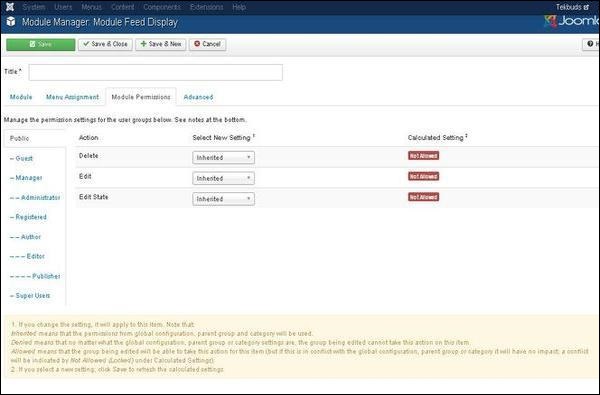 System Users Menus Content Components Extensions Help Tekbuds
Module Manager: Module Feed Display
Save Save & Close Save & New Cancel
Title *
Module Menu Assignment Module Permissions Advanced
Manage the permission settings for the user groups below. See notes at the bottom.
Public Action Select New Setting 1 Calculated Setting 2
– Guest Delete Inherited Not Allowed
– Manager Edit Inherited Not Allowed
– – Administrator Edit State Inherited Not Allowed
– Registered
– – Author
– – – Editor
– – – – Publisher
– Super Users
1. If you change the setting, it will apply to this item. Note that:
Inherited means that the permissions from global configuration, parent group and category will be used.
Denied means that no matter what the global configuration, parent group or category settings are, the group being edited cannot take this action on this item.
Allowed means that the group being edited will be able to take this action for this item (but if this is in conflict with the global configuration, parent group or category it will have no impact; a conflict
will be indicated by Not Allowed (Locked) under Calculated Settings).
2. If you select a new setting, click Save to refresh the calculated settings.